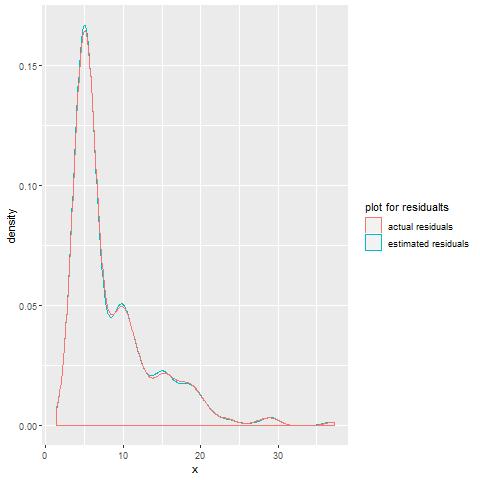 0.15
0.10
0.05
0.00
density
0
10
20
30
x
plot for residualts
actual residuals
estimated residuals